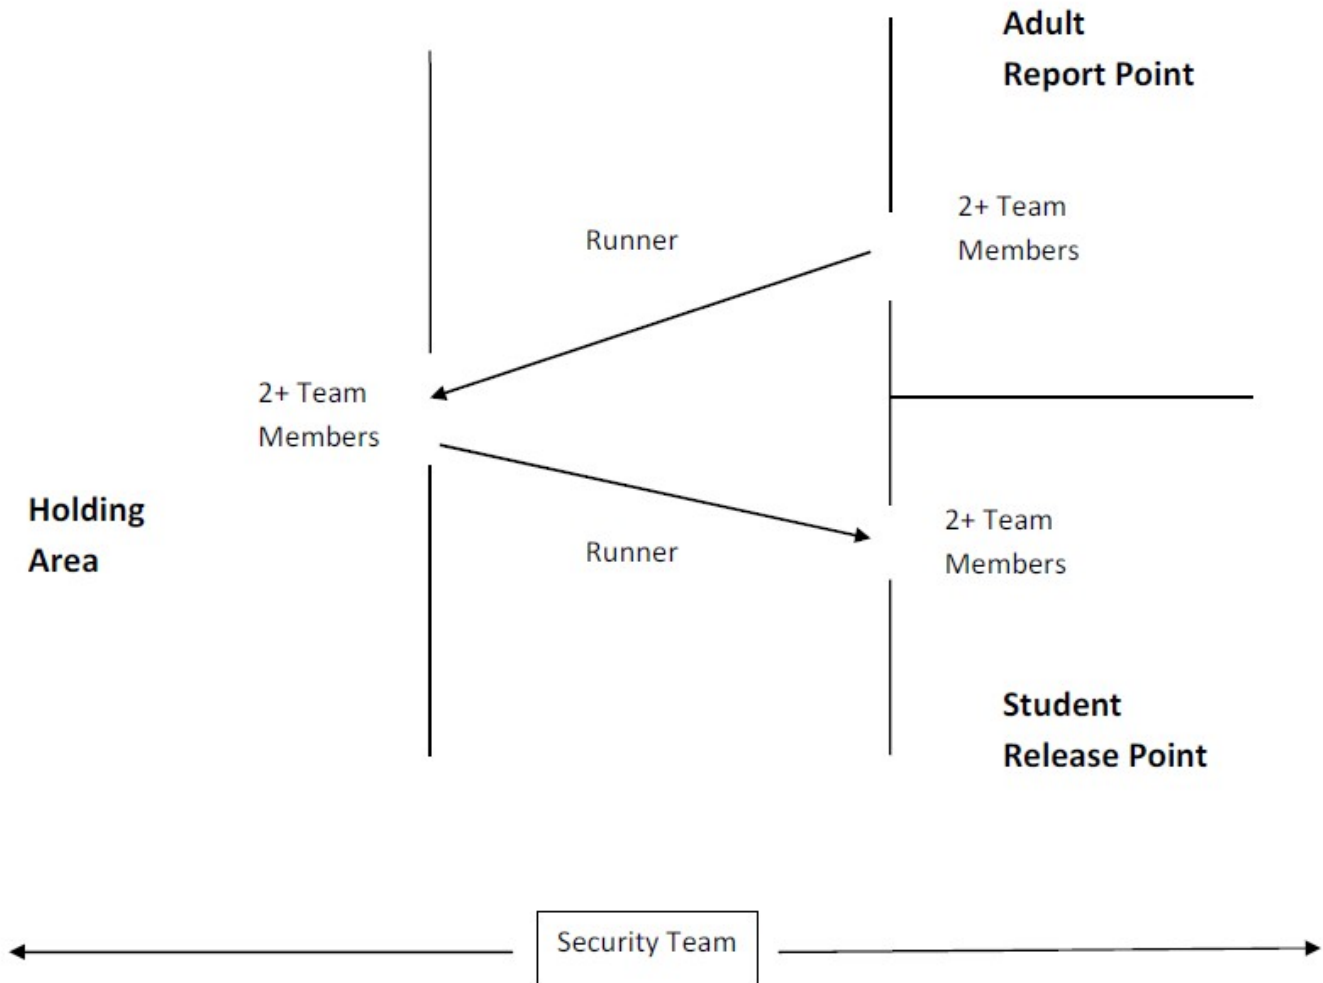 Adult
Report Point
2+ Team
Members
Runner
2+ Team
Members
Holding
Area
Runner
2+ Team
Members
Student
Release Point
Security Team